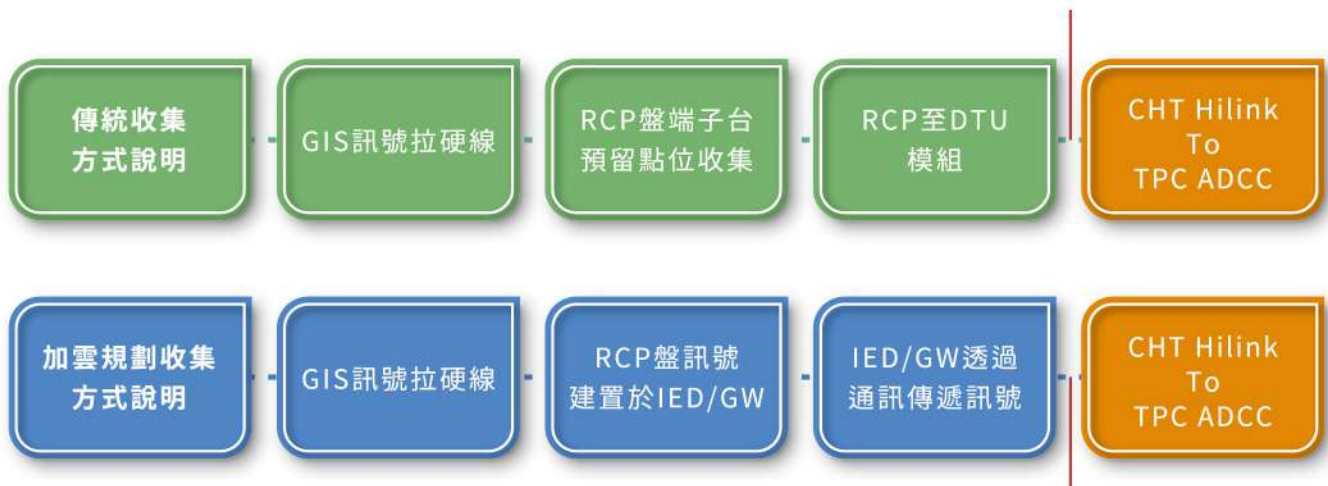 傳統收集
方式說明
GIS訊號拉硬線
RCP盤端子台
預留點位收集
RCP至DTU
模組
CHT Hilink
To
TPC ADCC
加雲規劃收集
方式說明
GIS訊號拉硬線
RCP盤訊號
建置於IED/GW
IED/GW透過
通訊傳遞訊號
CHT Hilink
To
TPC ADCC